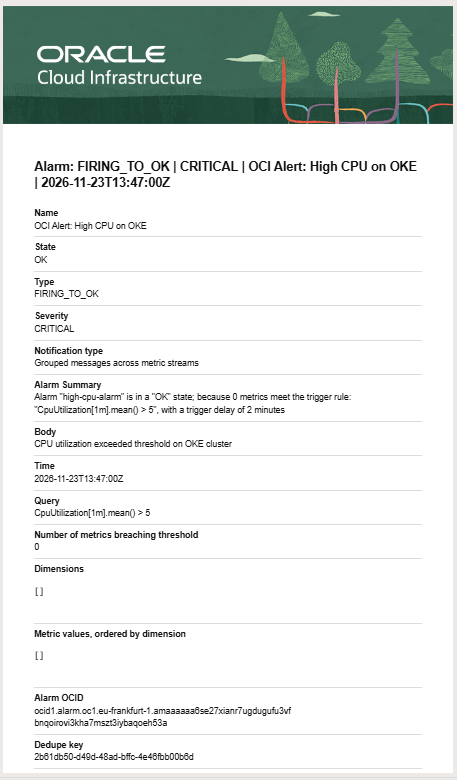 ORACLE
Cloud Infrastructure
Alarm: FIRING_TO_OK | CRITICAL | OCI Alert: High CPU on OKE
| 2026-11-23T13:47:00Z
Name
OCI Alert: High CPU on OKE
State
OK
Type
FIRING_TO_OK
Severity
CRITICAL
Notification type
Grouped messages across metric streams
Alarm Summary
Alarm "high-cpu-alarm" is in a "OK" state; because 0 metrics meet the trigger rule:
"CpuUtilization[1m].mean() > 5", with a trigger delay of 2 minutes
Body
CPU utilization exceeded threshold on OKE cluster
Time
2026-11-23T13:47:00Z
Query
CpuUtilization[1m].mean() > 5
Number of metrics breaching threshold
0
Dimensions
[ ]
Metric values, ordered by dimension
[ ]
Alarm OCID
ocid1.alarm.oc1.eu-frankfurt-1.amaaaaaa6se27xianr7ugdugufu3vf
bnqoirovi3kha7mszt3iybaqoeh53a
Dedupe key
2b61db50-d49d-48ad-bffc-4e46fbb00b6d